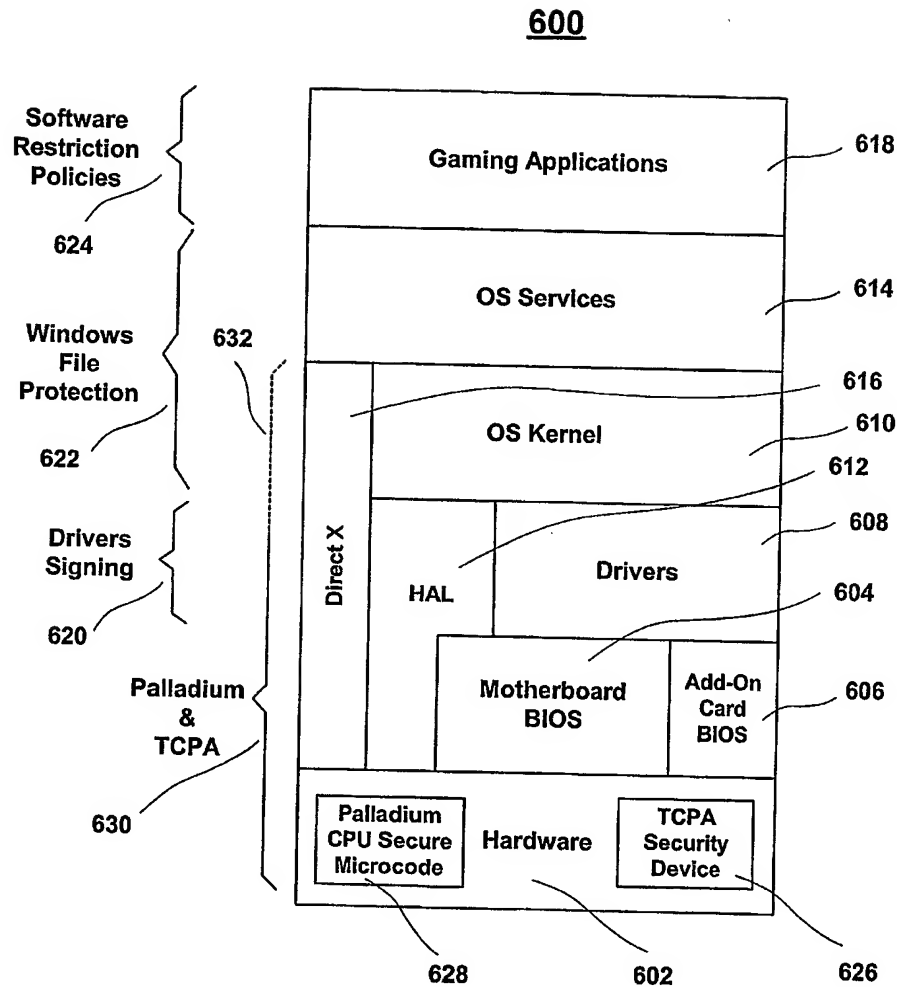 600
Software
Restriction
Policies
624
Gaming Applications
618
OS Services
614
Windows
File
Protection
622
632
616
OS Kernel
610
612
Drivers
Signing
620
Direct X
HAL
Drivers
608
604
Motherboard
BIOS
Add-On
Card
BIOS
606
Palladium
&
TCPA
630
Palladium
CPU Secure
Microcode
Hardware
TCPA
Security
Device
628
602
626